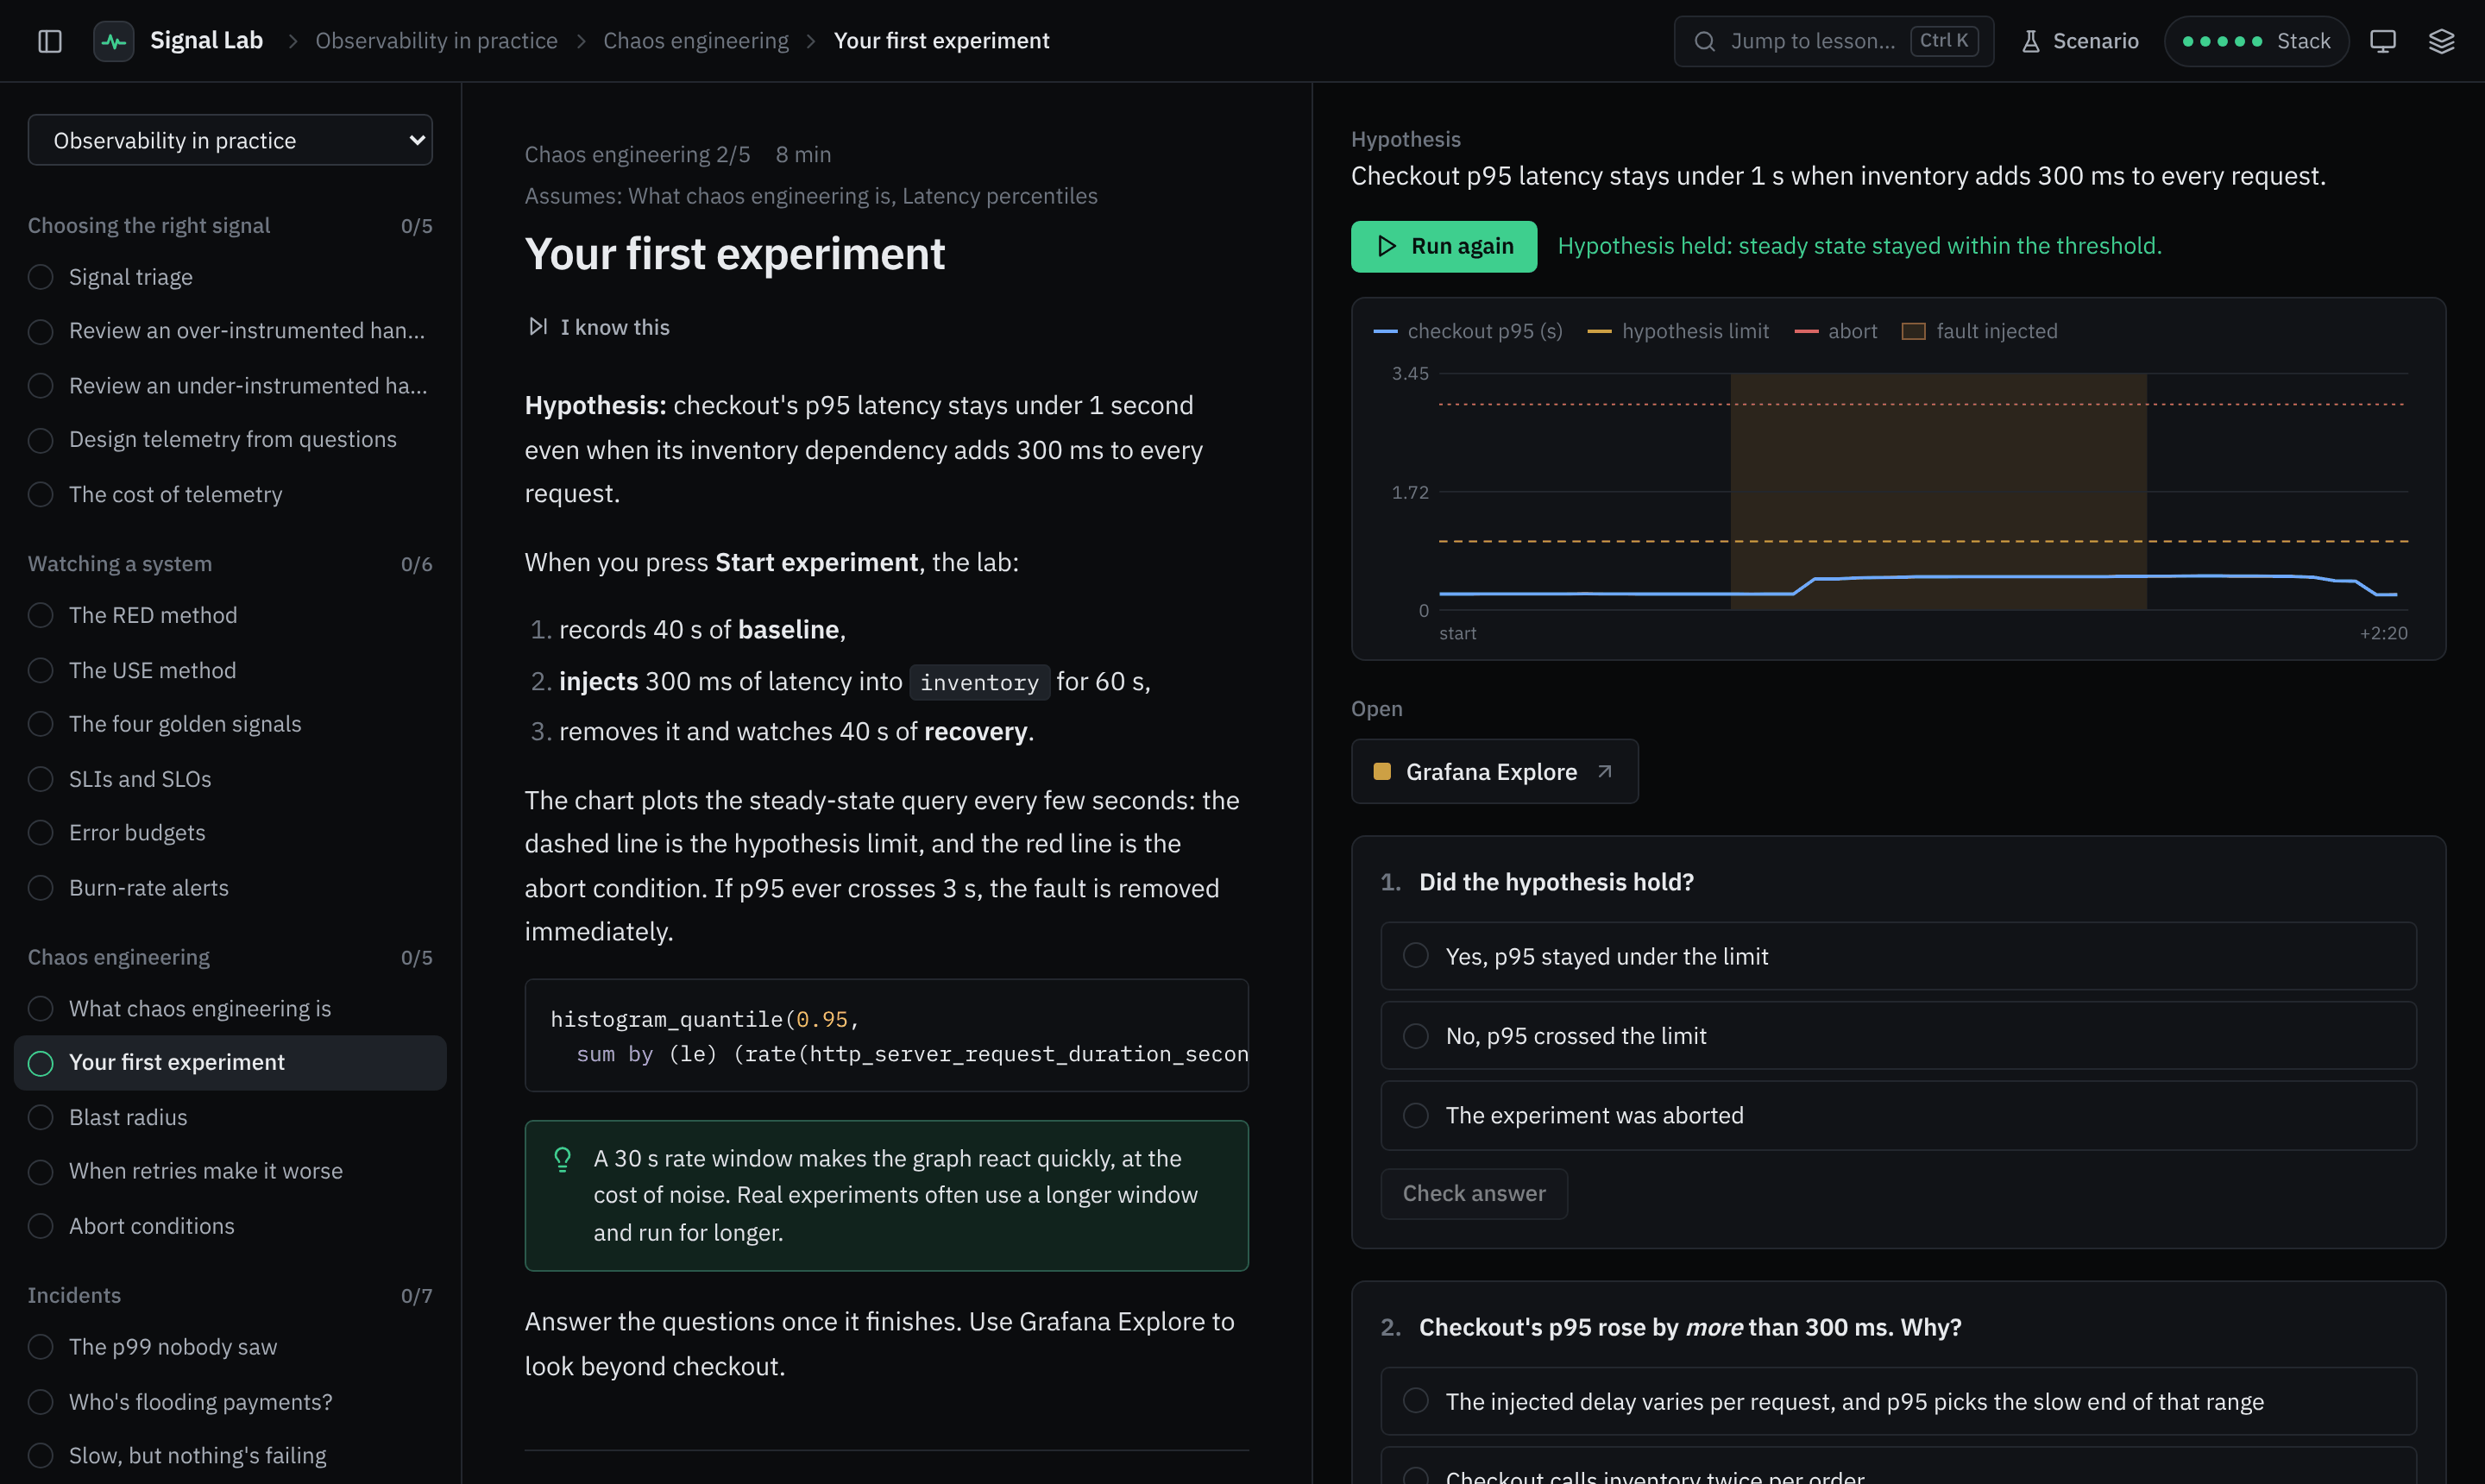 Signal Lab
Observability in practice
Chaos engineering
Your first experiment
Jump to lesson...
Ctrl K
Scenario
Stack
Observability in practice
Choosing the right signal 0/5
Signal triage
Review an over-instrumented han...
Review an under-instrumented ha...
Design telemetry from questions
The cost of telemetry
Watching a system 0/6
The RED method
The USE method
The four golden signals
SLIs and SLOs
Error budgets
Burn-rate alerts
Chaos engineering 0/5
What chaos engineering is
Your first experiment
Blast radius
When retries make it worse
Abort conditions
Incidents 0/7
The p99 nobody saw
Who's flooding payments?
Slow, but nothing's failing
Chaos engineering 2/5 8 min
Assumes: What chaos engineering is, Latency percentiles
Your first experiment
I know this
Hypothesis: checkout's p95 latency stays under 1 second
even when its inventory dependency adds 300 ms to every
request.
When you press Start experiment, the lab:
1. records 40 s of baseline,
2. injects 300 ms of latency into inventory for 60 s,
3. removes it and watches 40 s of recovery.
The chart plots the steady-state query every few seconds: the
dashed line is the hypothesis limit, and the red line is the
abort condition. If p95 ever crosses 3 s, the fault is removed
immediately.
histogram_quantile(0.95,
sum by (le) (rate(http_server_request_duration_secon
A 30 s rate window makes the graph react quickly, at the
cost of noise. Real experiments often use a longer window
and run for longer.
Answer the questions once it finishes. Use Grafana Explore to
look beyond checkout.
Hypothesis
Checkout p95 latency stays under 1 s when inventory adds 300 ms to every request.
Run again
Hypothesis held: steady state stayed within the threshold.
checkout p95 (s)
hypothesis limit
abort
fault injected
3.45
1.72
0
start
+2:20
Open
Grafana Explore
1. Did the hypothesis hold?
Yes, p95 stayed under the limit
No, p95 crossed the limit
The experiment was aborted
Check answer
2. Checkout's p95 rose by more than 300 ms. Why?
The injected delay varies per request, and p95 picks the slow end of that range
Checkout calls inventory twice per order